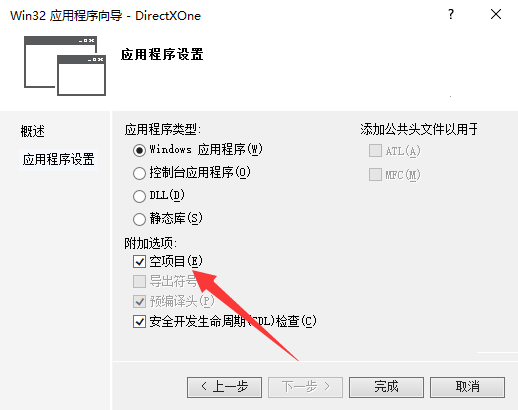 Win32 应用程序向导 - DirectXOne
?
应用程序设置
概述
应用程序设置
应用程序类型:
Windows 应用程序(W)
控制台应用程序(O)
DLL(D)
静态库(S)
附加选项:
空项目(E)
导出符号
预编译头(P)
安全开发生命周期(SDL)检查(C)
添加公共头文件以用于
ATL(A)
MFC(M)
< 上一步
下一步 >
完成
取消